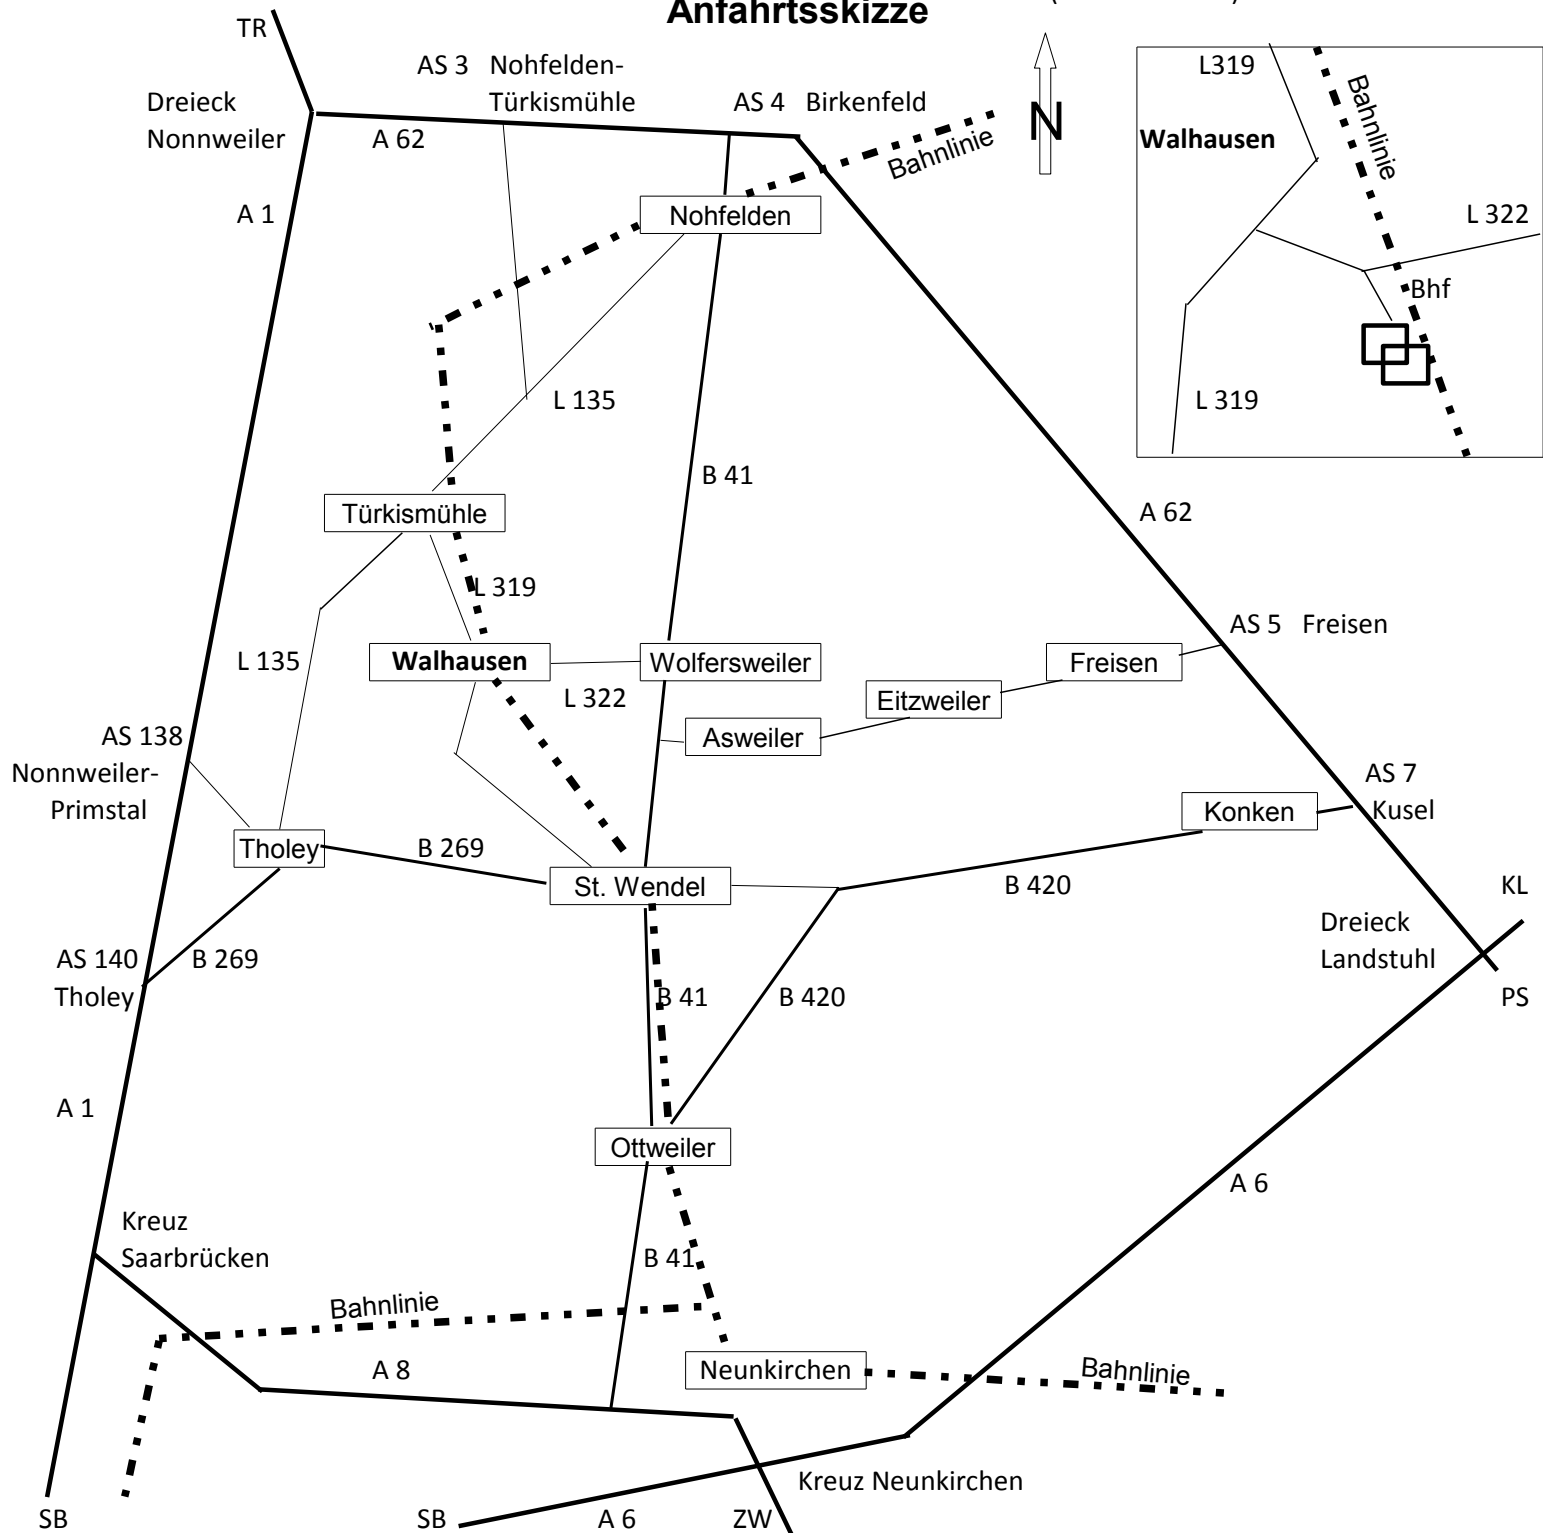 Anfahrtsskizze
TR
AS 3 Nohfelden-
Türkismühle
AS 4 Birkenfeld
Dreieck
Nonnweiler
A 62
Bahnlinie
N
A 1
Nohfelden
L319
Bahnlinie
Walhausen
L 322
Bhf
L 319
L 135
B 41
Türkismühle
A 62
L 319
AS 5 Freisen
L 135
Walhausen
Wolfersweiler
Freisen
L 322
Eitzweiler
AS 138
Nonnweiler-
Primstal
Asweiler
AS 7
Kusel
Konken
Tholey
B 269
St. Wendel
B 420
KL
Dreieck
Landstuhl
AS 140
Tholey
B 269
B 41
B 420
PS
A 1
Ottweiler
A 6
Kreuz
Saarbrücken
B 41
Bahnlinie
A 8
Neunkirchen
Bahnlinie
Kreuz Neunkirchen
SB
SB
A 6
ZW